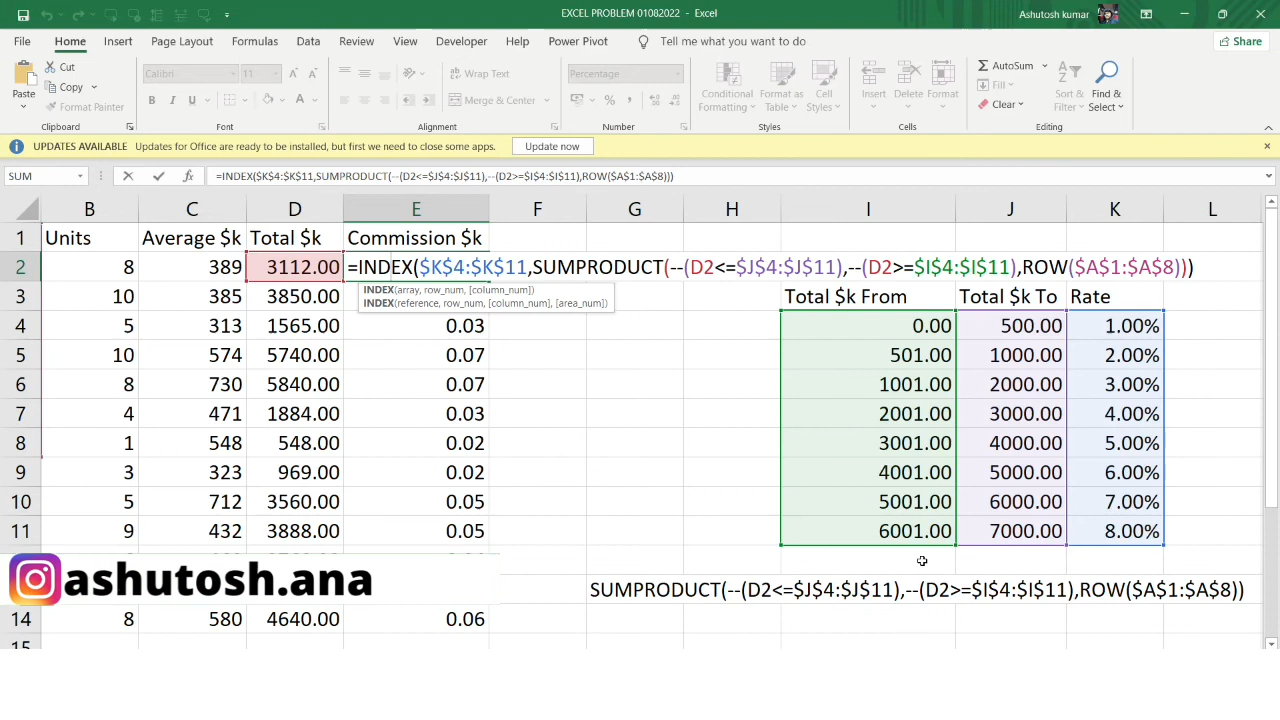 EXCEL PROBLEM 01082022 - Excel
Ashutosh kumar
File Home Insert Page Layout Formulas Data Review View Developer Help Power Pivot Tell me what you want to do Share
Paste Cut Copy Format Painter
Calibri 11 B I U
Wrap Text
Merge & Center
Percentage
Conditional Formatting Format as Table Cell Styles
Insert Delete Format
AutoSum Fill Clear
Sort & Filter Find & Select
Clipboard Font Alignment Number Styles Cells Editing
UPDATES AVAILABLE Updates for Office are ready to be installed, but first we need to close some apps. Update now
SUM fx =INDEX($K$4:$K$11,SUMPRODUCT(--(D2<=$J$4:$J$11),--(D2>=$I$4:$I$11),ROW($A$1:$A$8)))
B C D E F G H I J K L
1 Units Average $k Total $k Commission $k
2 8 389 3112.00 =INDEX($K$4:$K$11,SUMPRODUCT(--(D2<=$J$4:$J$11),--(D2>=$I$4:$I$11),ROW($A$1:$A$8)))
INDEX(array, row_num, [column_num])
INDEX(reference, row_num, [column_num], [area_num])
3 10 385 3850.00 Total $k From Total $k To Rate
4 5 313 1565.00 0.03 0.00 500.00 1.00%
5 10 574 5740.00 0.07 501.00 1000.00 2.00%
6 8 730 5840.00 0.07 1001.00 2000.00 3.00%
7 4 471 1884.00 0.03 2001.00 3000.00 4.00%
8 1 548 548.00 0.02 3001.00 4000.00 5.00%
9 3 323 969.00 0.02 4001.00 5000.00 6.00%
10 5 712 3560.00 0.05 5001.00 6000.00 7.00%
11 9 432 3888.00 0.05 6001.00 7000.00 8.00%
ashutosh.ana
SUMPRODUCT(--(D2<=$J$4:$J$11),--(D2>=$I$4:$I$11),ROW($A$1:$A$8))
14 8 580 4640.00 0.06